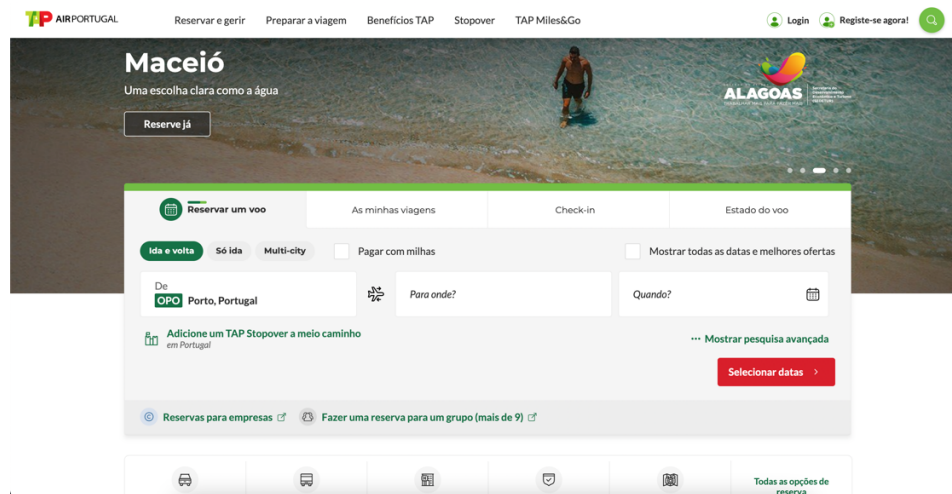 TAP AIRPORTUGAL
Reservar e gerir
Preparar a viagem
Benefícios TAP
Stopover
TAP Miles&Go
Login
Registe-se agora!
Maceió
Uma escolha clara como a água
Reserve já
ALAGOAS
Reservar um voo
As minhas viagens
Check-in
Estado do voo
Ida e volta
Só ida
Multi-city
Pagar com milhas
Mostrar todas as datas e melhores ofertas
De
OPO Porto, Portugal
Para onde?
Quando?
Adicione um TAP Stopover a meio caminho
em Portugal
Mostrar pesquisa avançada
Selecionar datas
Reservas para empresas
Fazer uma reserva para um grupo (mais de 9)
Todas as opções de
reserva